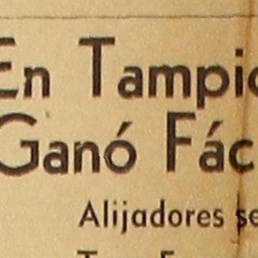 En Tampic
Ganó Fác
Alijadores se